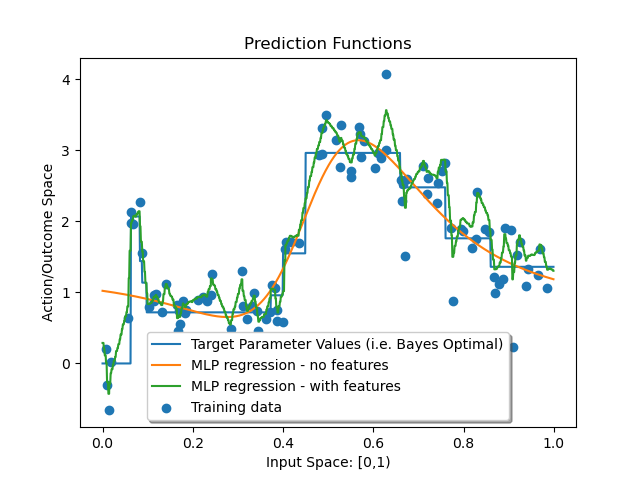 Prediction Functions
Action/Outcome Space
4
3
2
1
0
Target Parameter Values (i.e. Bayes Optimal)
MLP regression - no features
MLP regression - with features
Training data
0.0 0.2 0.4 0.6 0.8 1.0
Input Space: [0,1)